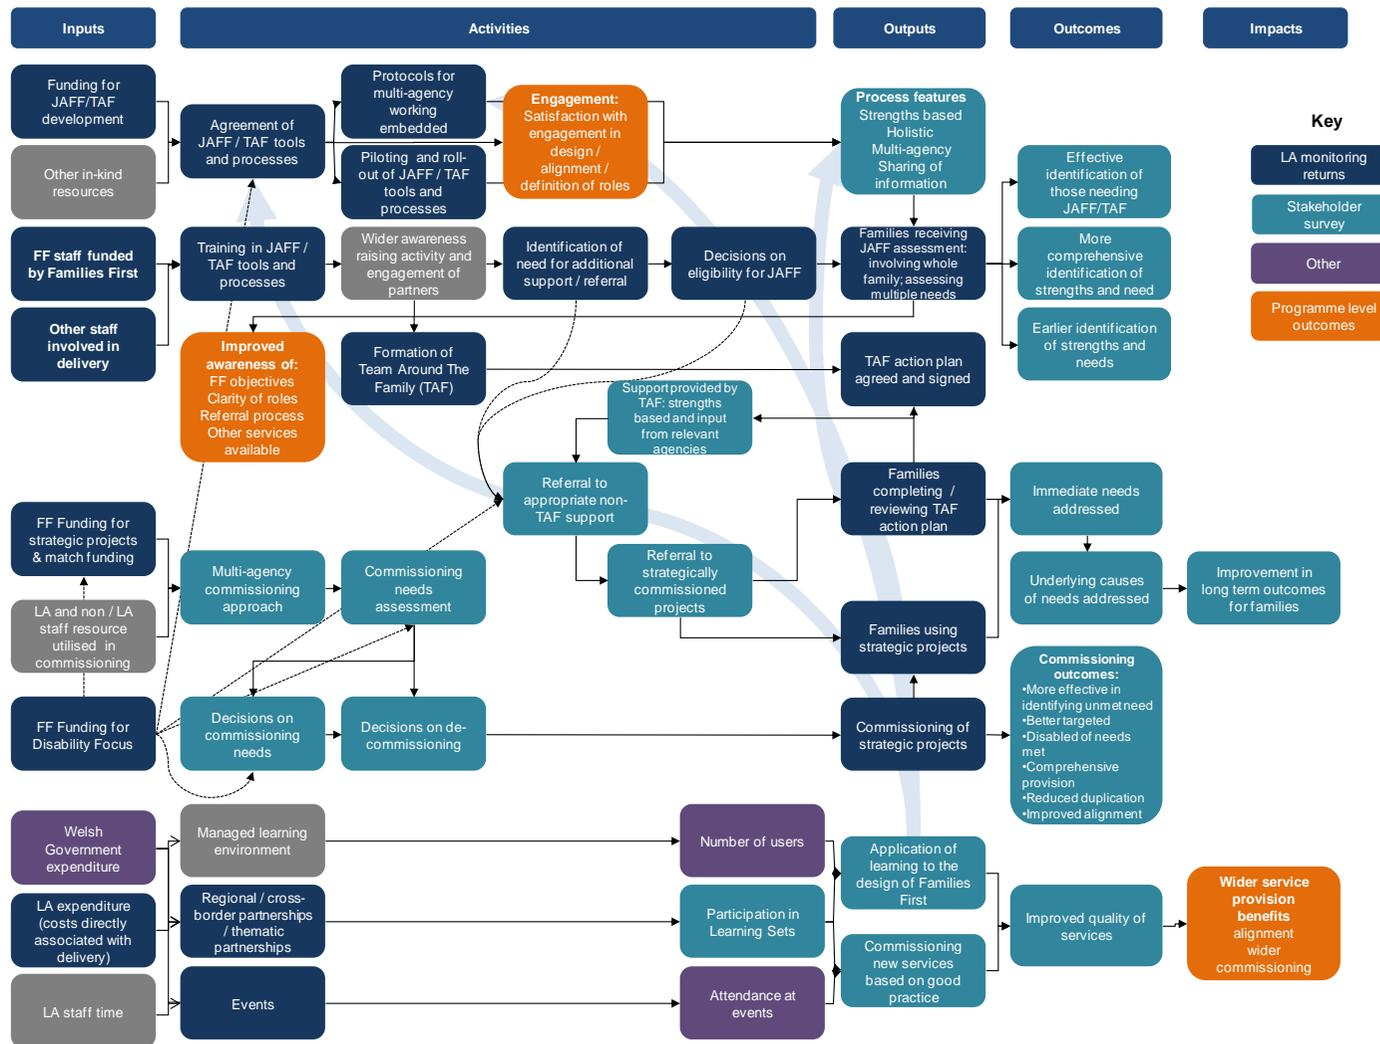 Inputs
Activities
Outputs
Outcomes
Impacts
Funding for
JAFF/TAF
development
Other in-kind
resources
Agreement of
JAFF / TAF tools
and processes
Protocols for
multi-agency
working
embedded
Piloting and roll-
out of JAFF / TAF
tools and
processes
Engagement:
Satisfaction with
engagement in
design /
alignment /
definition of roles
Process features
Strengths based
Holistic
Multi-agency
Sharing of
information
Effective
identification of
those needing
JAFF/TAF
Key
LA monitoring
returns
Stakeholder
survey
Other
Programme level
outcomes
FF staff funded
by Families First
Other staff
involved in
delivery
Training in JAFF /
TAF tools and
processes
Wider awareness
raising activity and
engagement of
partners
Identification of
need for additional
support / referral
Decisions on
eligibility for JAFF
Families receiving
JAFF assessment:
involving whole
family; assessing
multiple needs
More
comprehensive
identification of
strengths and need
Earlier identification
of strengths and
needs
Improved
awareness of:
FF objectives
Clarity of roles
Referral process
Other services
available
Formation of
Team Around The
Family (TAF)
TAF action plan
agreed and signed
Support provided by
TAF: strengths
based and input
from relevant
agencies
Referral to
appropriate non-
TAF support
Families
completing /
reviewing TAF
action plan
Immediate needs
addressed
FF Funding for
strategic projects
& match funding
LA and non / LA
staff resource
utilised in
commissioning
Multi-agency
commissioning
approach
Commissioning
needs
assessment
Referral to
strategically
commissioned
projects
Underlying causes
of needs addressed
Improvement in
long term outcomes
for families
Families using
strategic projects
FF Funding for
Disability Focus
Decisions on
commissioning
needs
Decisions on de-
commissioning
Commissioning of
strategic projects
Commissioning
outcomes:
•More effective in
identifying unmet need
•Better targeted
•Disabled of needs
met
•Comprehensive
provision
•Reduced duplication
•Improved alignment
Welsh
Government
expenditure
LA expenditure
(costs directly
associated with
delivery)
LA staff time
Managed learning
environment
Regional / cross-
border partnerships
/ thematic
partnerships
Events
Number of users
Participation in
Learning Sets
Attendance at
events
Application of
learning to the
design of Families
First
Commissioning
new services
based on good
practice
Improved quality of
services
Wider service
provision
benefits
alignment
wider
commissioning